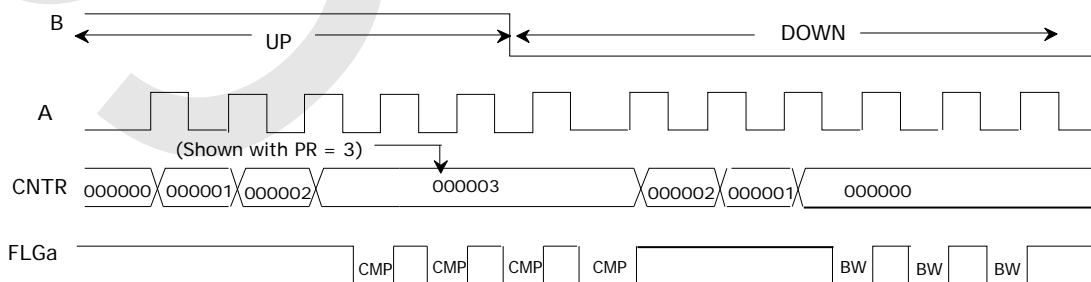 B
UP
DOWN
A
(Shown with PR = 3)
CNTR
000000 000001 000002 000003 000002 000001 000000
FLGa
CMP CMP CMP CMP BW BW BW